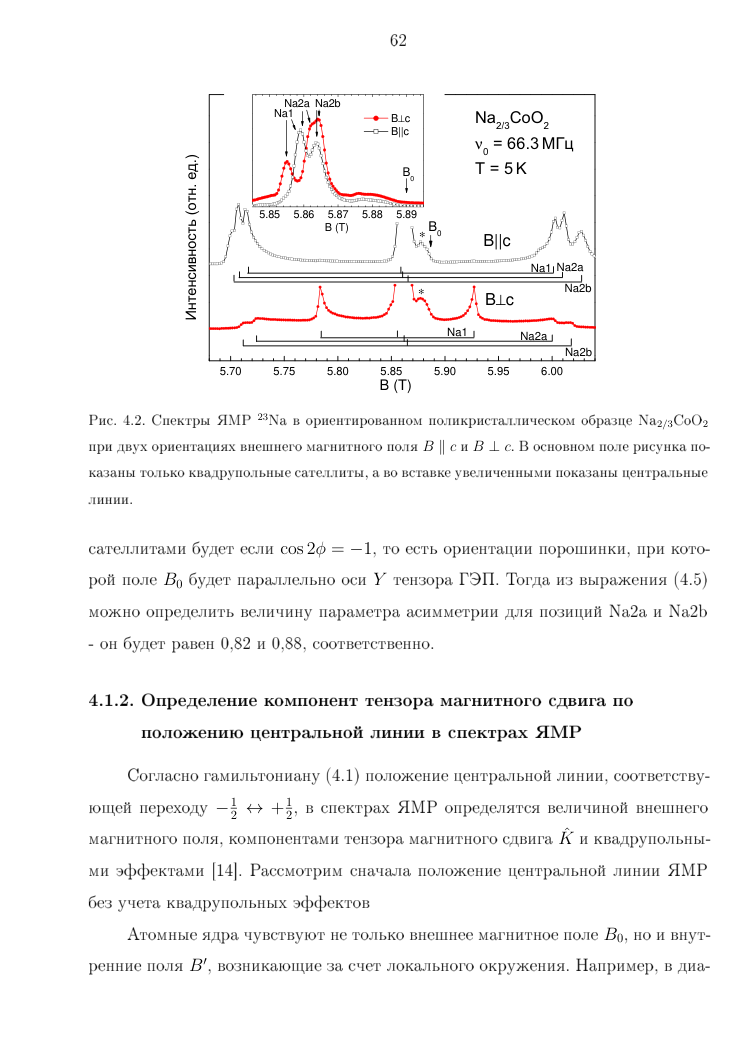 62
Na2a Na2b
Na1
B⊥c
B||c
Na2/3CoO2
ν0 = 66.3 МГц
T = 5 K
B0
5.85 5.86 5.87 5.88 5.89
B (T)
Интенсивность (отн. ед.)
* B0
B||c
Na1 Na2a
Na2b
* B⊥c
Na1 Na2a
Na2b
5.70 5.75 5.80 5.85 5.90 5.95 6.00
B (T)
Рис. 4.2. Спектры ЯМР 23Na в ориентированном поликристаллическом образце Na2/3CoO2
при двух ориентациях внешнего магнитного поля B ∥ c и B ⊥ c. В основном поле рисунка по-
казаны только квадрупольные сателлиты, а во вставке увеличенными показаны центральные
линии.
сателлитами будет если cos 2ϕ = −1, то есть ориентации порошинки, при кото-
рой поле B0 будет параллельно оси Y тензора ГЭП. Тогда из выражения (4.5)
можно определить величину параметра асимметрии для позиций Na2a и Na2b
- он будет равен 0,82 и 0,88, соответственно.
4.1.2. Определение компонент тензора магнитного сдвига по
положению центральной линии в спектрах ЯМР
Согласно гамильтониану (4.1) положение центральной линии, соответству-
ющей переходу −1/2 ↔ +1/2, в спектрах ЯМР определятся величиной внешнего
магнитного поля, компонентами тензора магнитного сдвига K̂ и квадрупольны-
ми эффектами [14]. Рассмотрим сначала положение центральной линии ЯМР
без учета квадрупольных эффектов
Атомные ядра чувствуют не только внешнее магнитное поле B0, но и внут-
ренние поля B′, возникающие за счет локального окружения. Например, в диа-